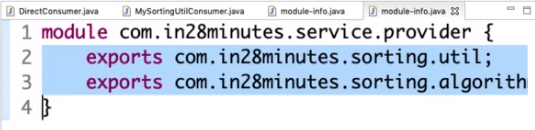 DirectConsumer.java MySortingUtilConsumer.java module-info.java module-info.java
1 module com.in28minutes.service.provider {
2 exports com.in28minutes.sorting.util;
3 exports com.in28minutes.sorting.algorith
4 }